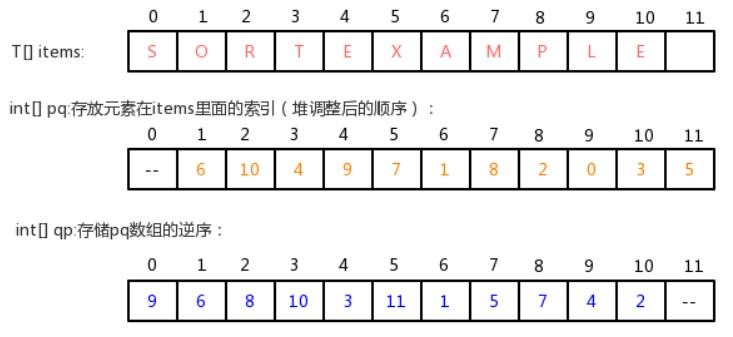 0 1 2 3 4 5 6 7 8 9 10 11
T[] items: S O R T E X A M P L E
int[] pq:存放元素在items里面的索引（堆调整后的顺序）：
0 1 2 3 4 5 6 7 8 9 10 11
-- 6 10 4 9 7 1 8 2 0 3 5
int[] qp:存储pq数组的逆序：
0 1 2 3 4 5 6 7 8 9 10 11
9 6 8 10 3 11 1 5 7 4 2 --